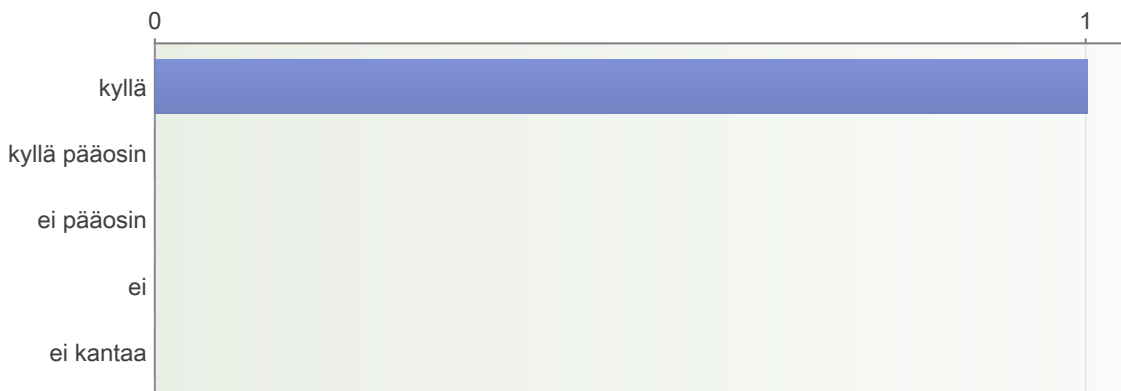 0 1
kyllä
kyllä pääosin
ei pääosin
ei
ei kantaa